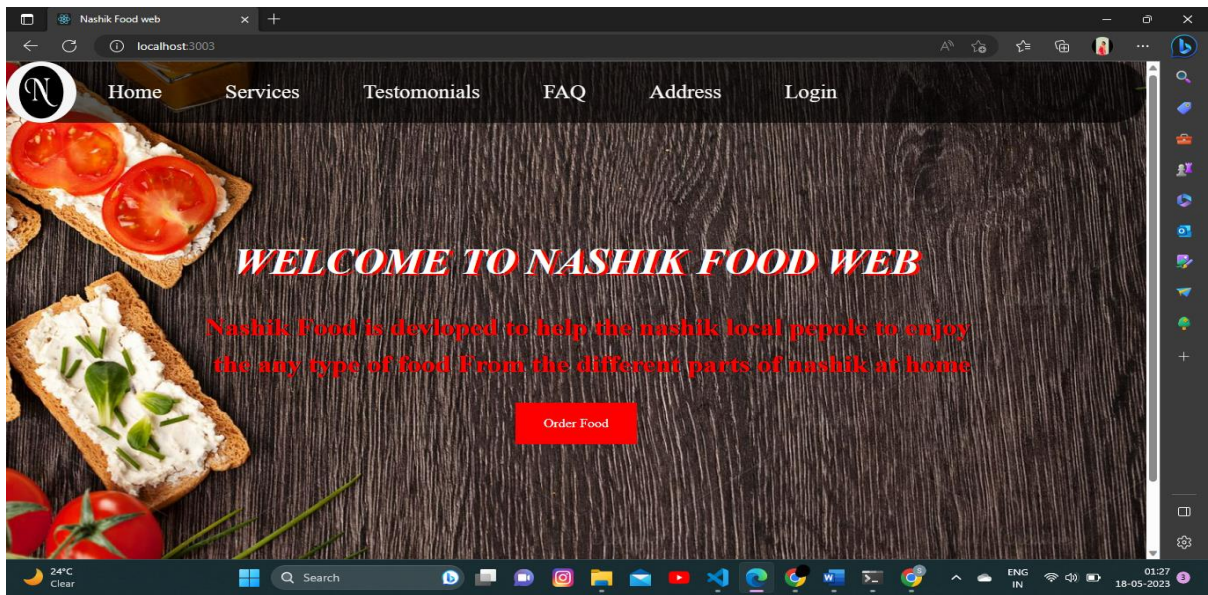 Nashik Food web
localhost:3003
N
Home Services Testomonials FAQ Address Login
WELCOME TO NASHIK FOOD WEB
Nashik Food is devloped to help the nashik local pepole to enjoy
the any type of food From the different parts of nashik at home
Order Food
24°C
Clear
Search
ENG
IN
01:27
18-05-2023
3